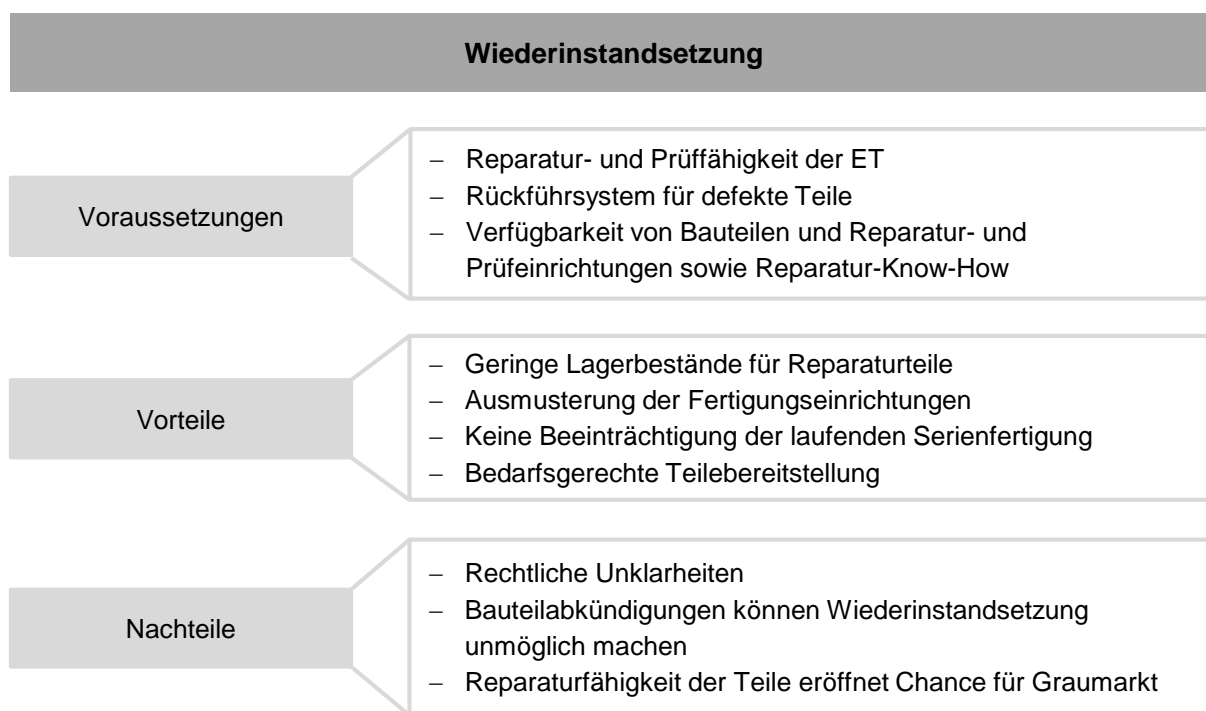 Wiederinstandsetzung
Voraussetzungen
– Reparatur- und Prüffähigkeit der ET
– Rückführsystem für defekte Teile
– Verfügbarkeit von Bauteilen und Reparatur- und
Prüfeinrichtungen sowie Reparatur-Know-How
Vorteile
– Geringe Lagerbestände für Reparaturteile
– Ausmusterung der Fertigungseinrichtungen
– Keine Beeinträchtigung der laufenden Serienfertigung
– Bedarfsgerechte Teilebereitstellung
Nachteile
– Rechtliche Unklarheiten
– Bauteilabkündigungen können Wiederinstandsetzung
unmöglich machen
– Reparaturfähigkeit der Teile eröffnet Chance für Graumarkt